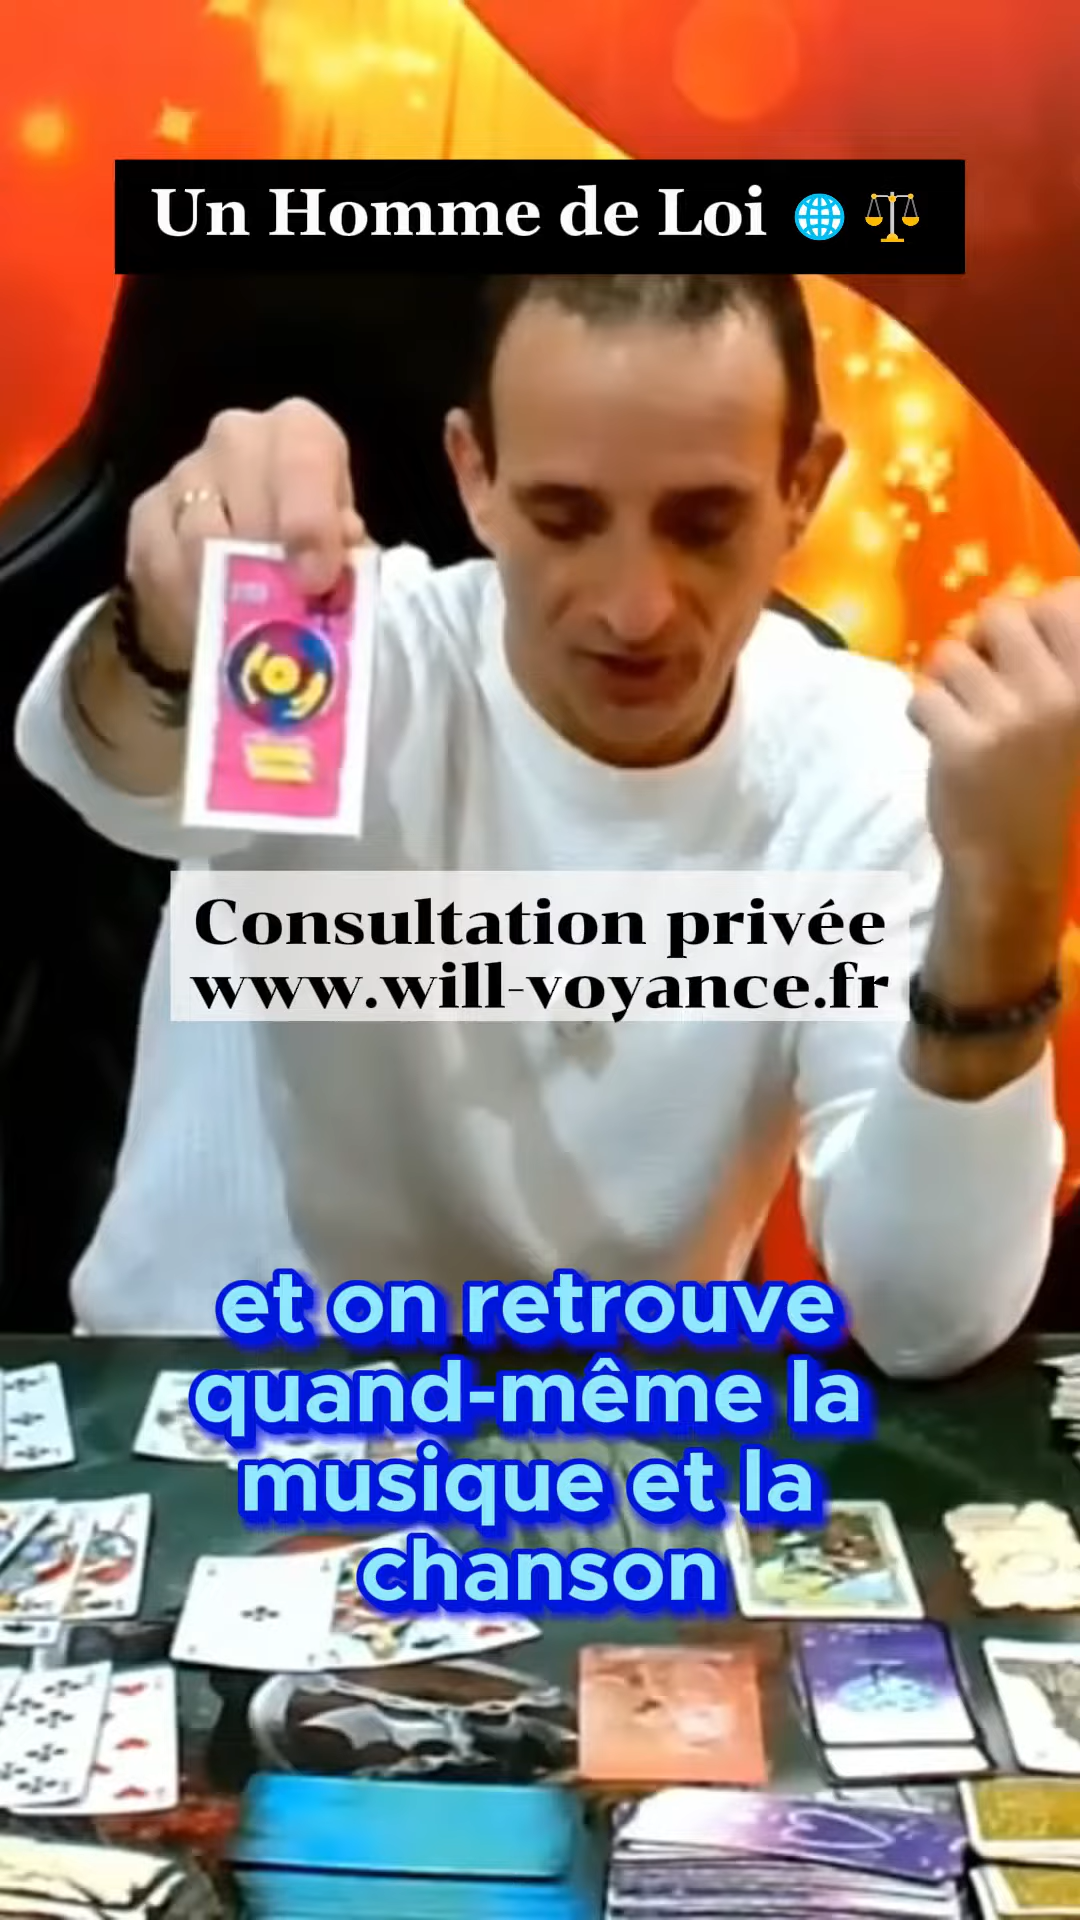 Un Homme de Loi 🌐 ⚖️
Consultation privée
www.will-voyance.fr
et on retrouve
quand-même la
musique et la
chanson